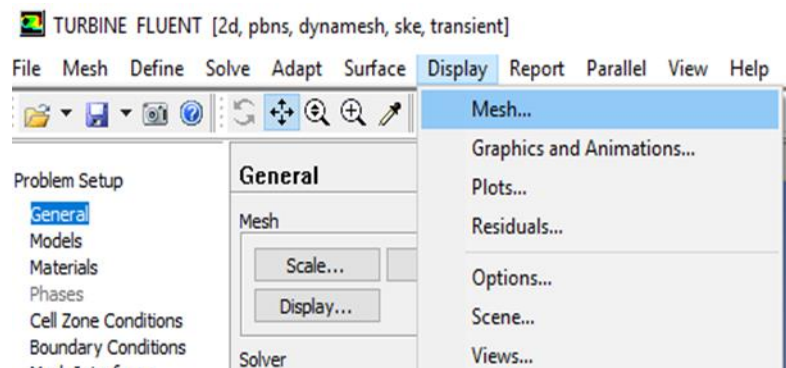 TURBINE FLUENT [2d, pbns, dynamesh, ske, transient]
File Mesh Define Solve Adapt Surface Display Report Parallel View Help
Mesh...
Graphics and Animations...
Plots...
Residuals...
Options...
Scene...
Views...
Problem Setup
General
Models
Materials
Phases
Cell Zone Conditions
Boundary Conditions
General
Mesh
Scale...
Display...
Solver